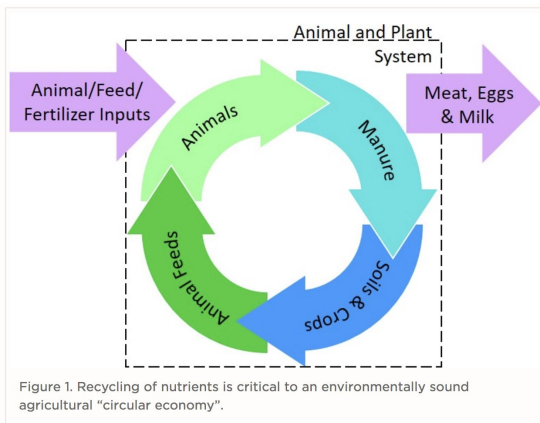 Animal and Plant
System
Animal/Feed/
Fertilizer Inputs
Meat, Eggs
& Milk
Animals
Manure
Soils & Crops
Animal Feeds
Figure 1. Recycling of nutrients is critical to an environmentally sound
agricultural “circular economy”.